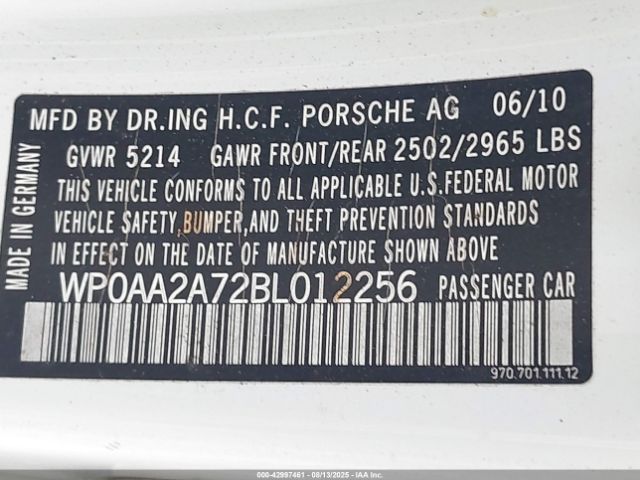 MFD BY DR.ING H.C.F. PORSCHE AG 06/10
GVWR 5214 GAWR FRONT/REAR 2502/2965 LBS
THIS VEHICLE CONFORMS TO ALL APPLICABLE U.S.FEDERAL MOTOR
VEHICLE SAFETY,BUMPER,AND THEFT PREVENTION STANDARDS
IN EFFECT ON THE DATE OF MANUFACTURE SHOWN ABOVE
WP0AA2A72BL012256 PASSENGER CAR
970.701.111.12
MADE IN GERMANY
000-42997461 | 08/13/2025 | IAAI.COM